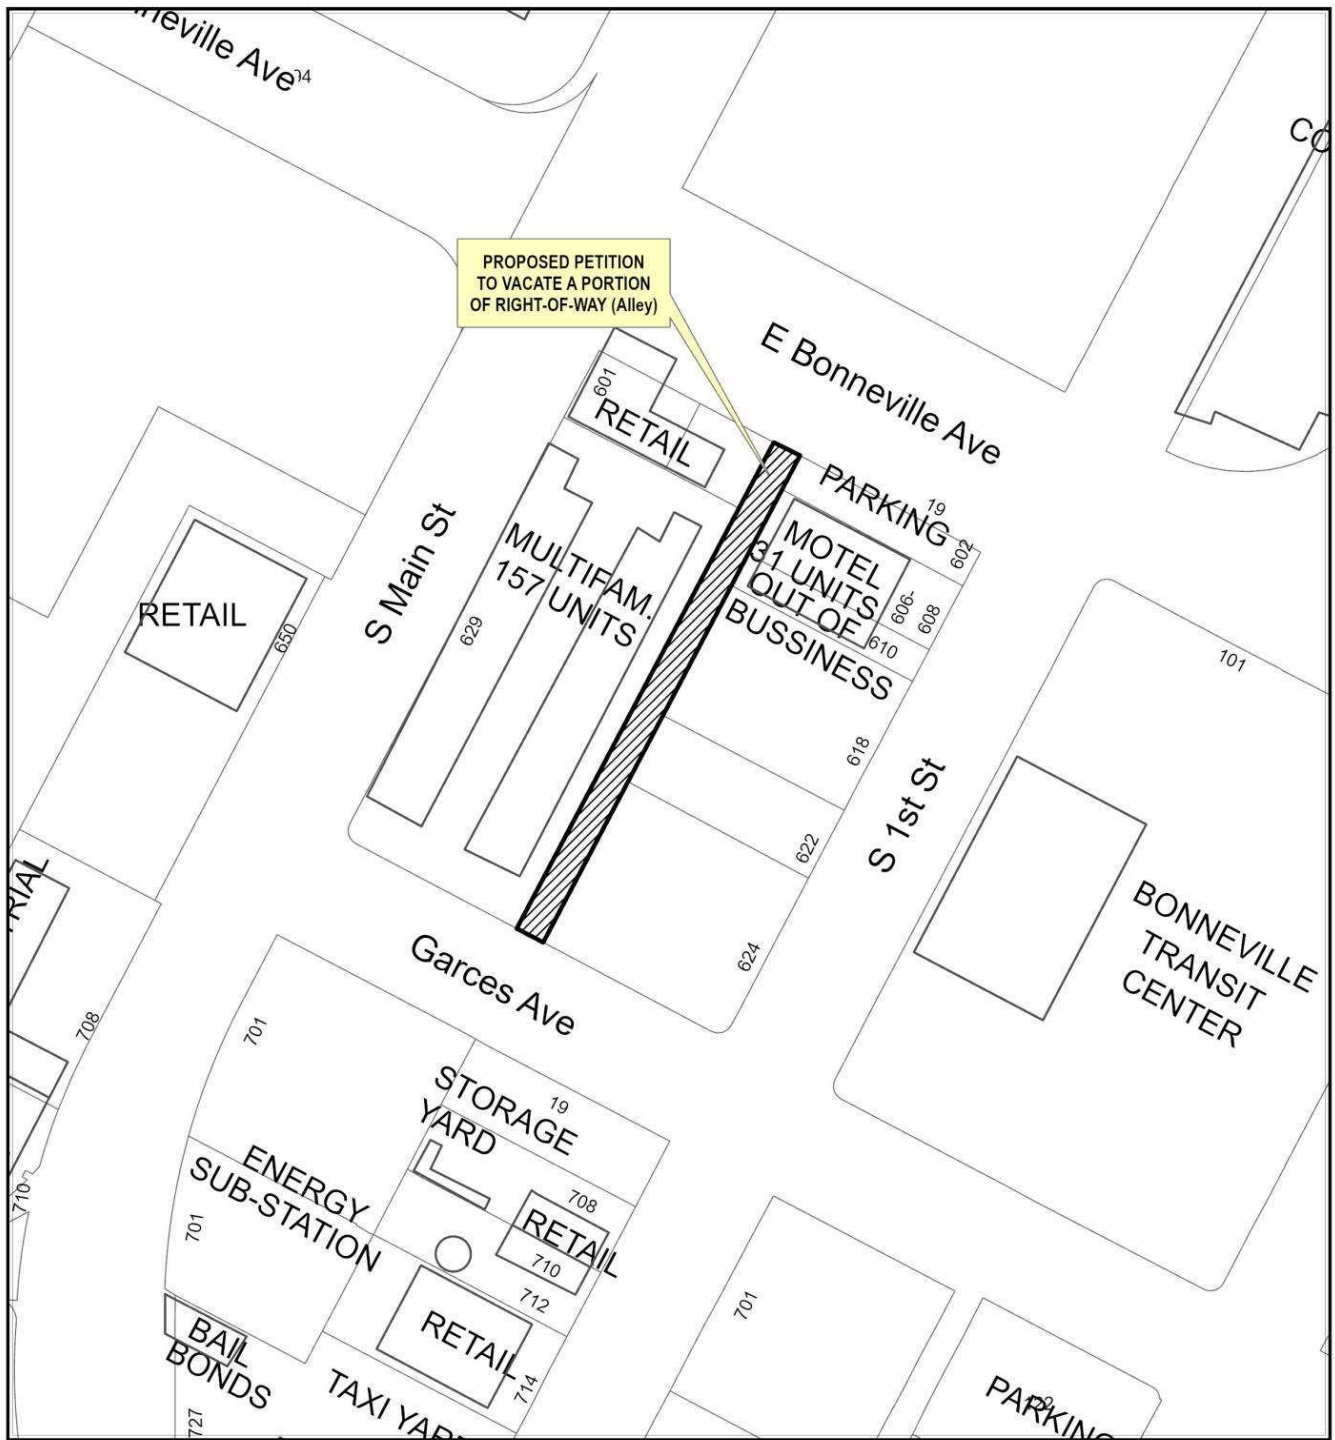 neville Ave
CO
PROPOSED PETITION
TO VACATE A PORTION
OF RIGHT-OF-WAY (Alley)
E Bonneville Ave
601
RETAIL
PARKING
19
602
MOTEL
31 UNITS
OUT OF
BUSSINESS
606-
608
610
S Main St
MULTIFAM.
157 UNITS
629
RETAIL
650
101
618
S 1st St
622
624
BONNEVILLE
TRANSIT
CENTER
Garces Ave
TRIAL
708
701
STORAGE
YARD
19
ENERGY
SUB-STATION
701
710
708
RETAIL
710
712
RETAIL
714
701
BAIL
BONDS
TAXI YARD
727
PARKING